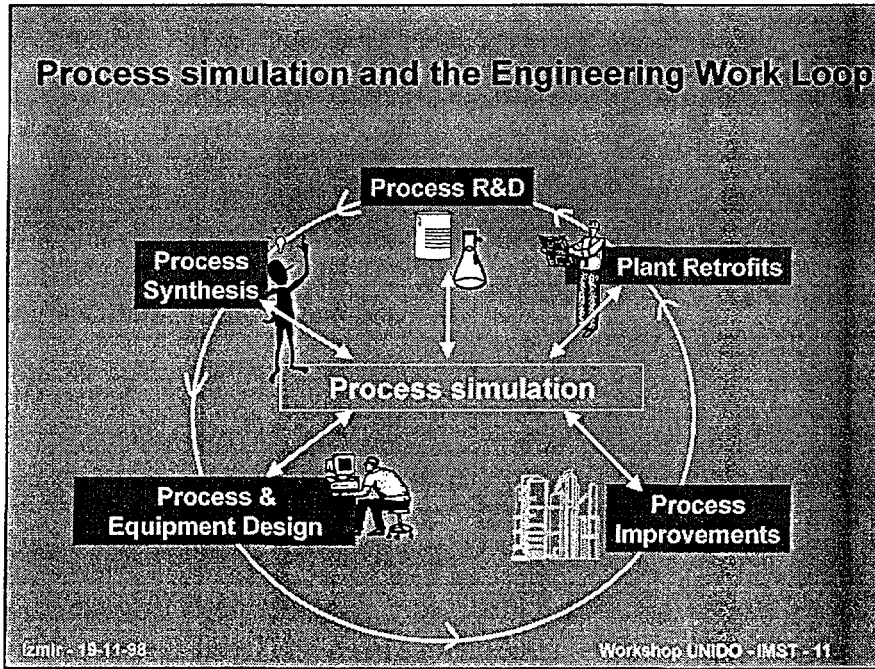 Process simulation and the Engineering Work Loop
Process R&D
Process
Synthesis
Plant Retrofits
Process simulation
Process &
Equipment Design
Process
Improvements
Izmir - 19-11-98
Workshop UNIDO - IMST - 11